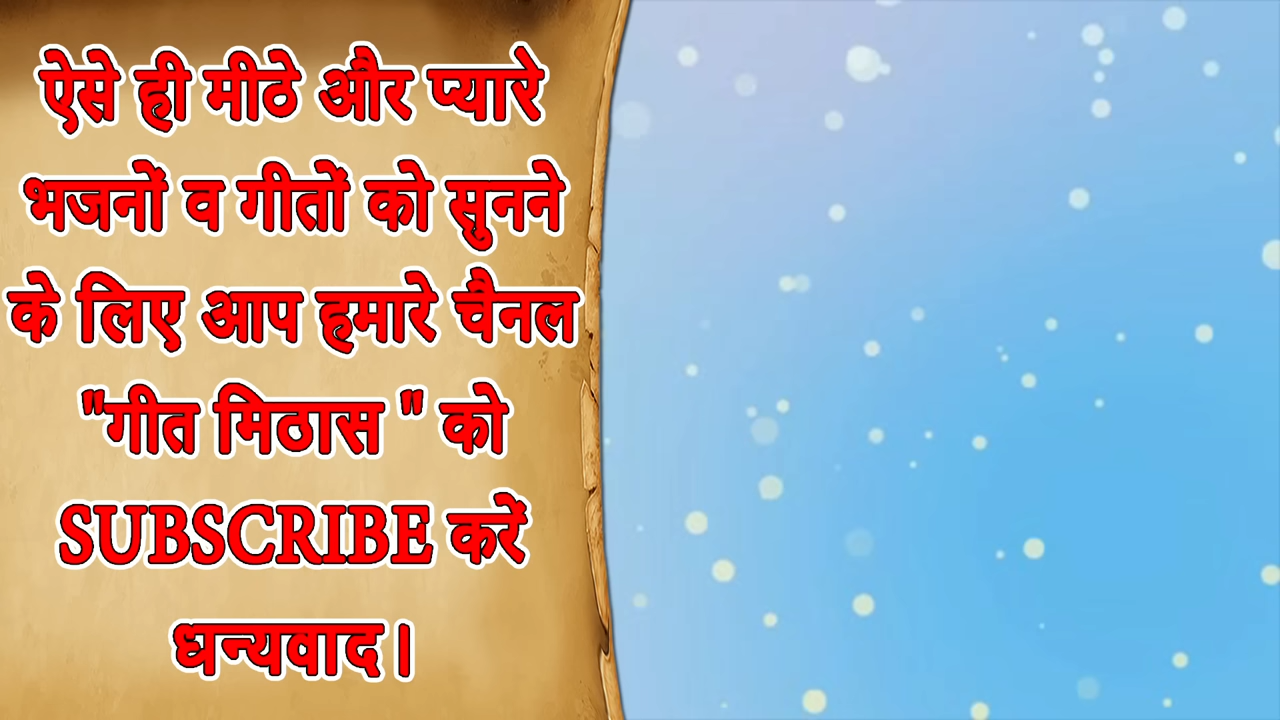 ऐसे ही मीठे और प्यारे
भजनों व गीतों को सुनने
के लिए आप हमारे चैनल
"गीत मिठास " को
SUBSCRIBE करें
धन्यवाद।